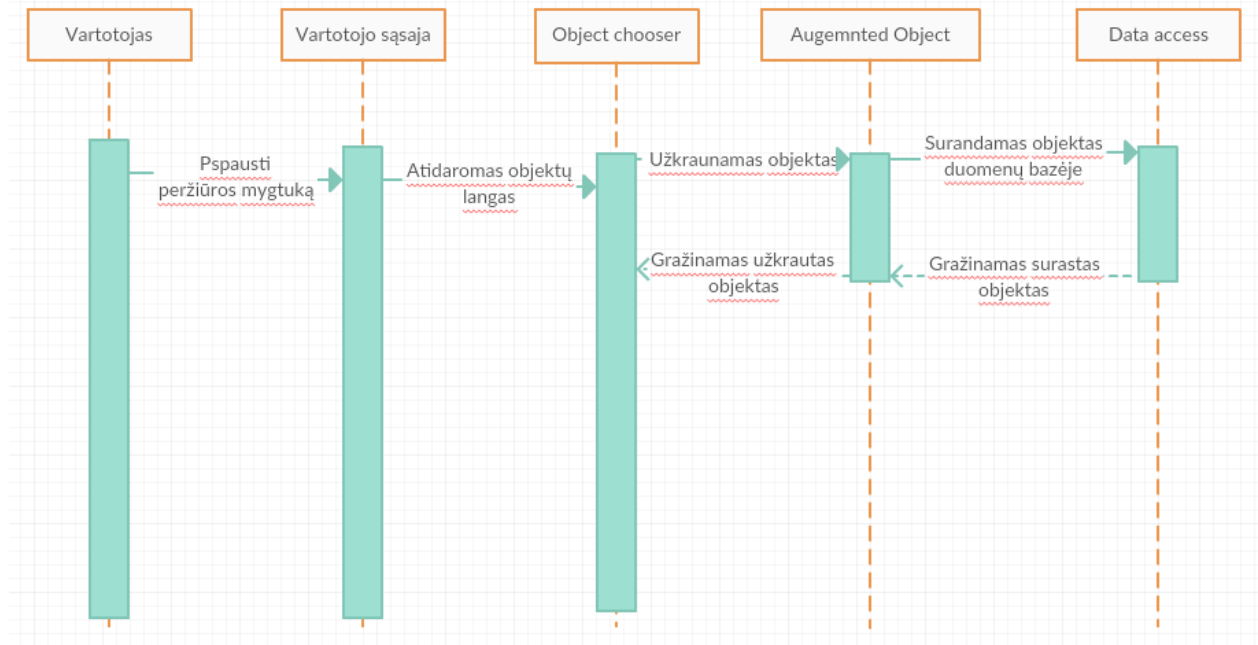 Vartotojas
Vartotojo sąsaja
Object chooser
Augemnted Object
Data access
Pspausti
peržiūros mygtuką
Atidaromas objektų
langas
Užkraunamas objektas
Surandamas objektas
duomenų bazėje
Gražinamas užkrautas
objektas
Gražinamas surastas
objektas